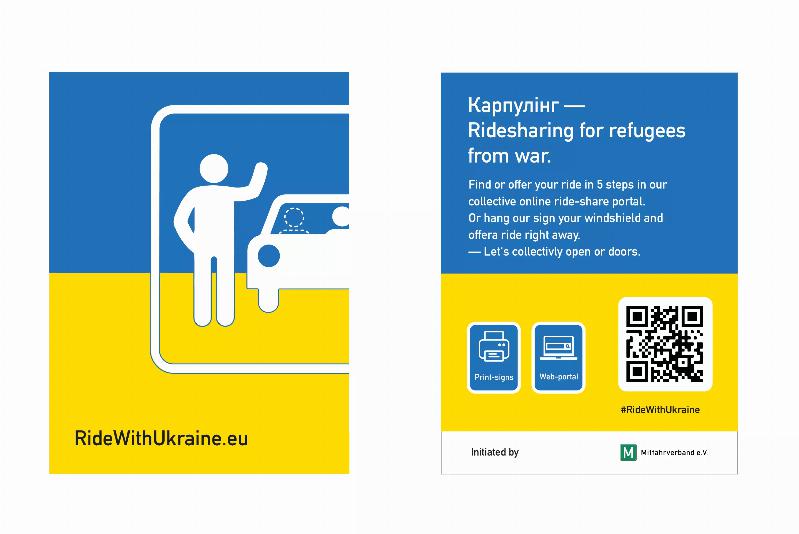 RideWithUkraine.eu
Карпулінг —
Ridesharing for refugees
from war.
Find or offer your ride in 5 steps in our
collective online ride-share portal.
Or hang our sign your windshield and
offera ride right away.
— Let's collectivly open or doors.
Print-signs
Web-portal
#RideWithUkraine
Initiated by
M Mitfahrverband e.V.